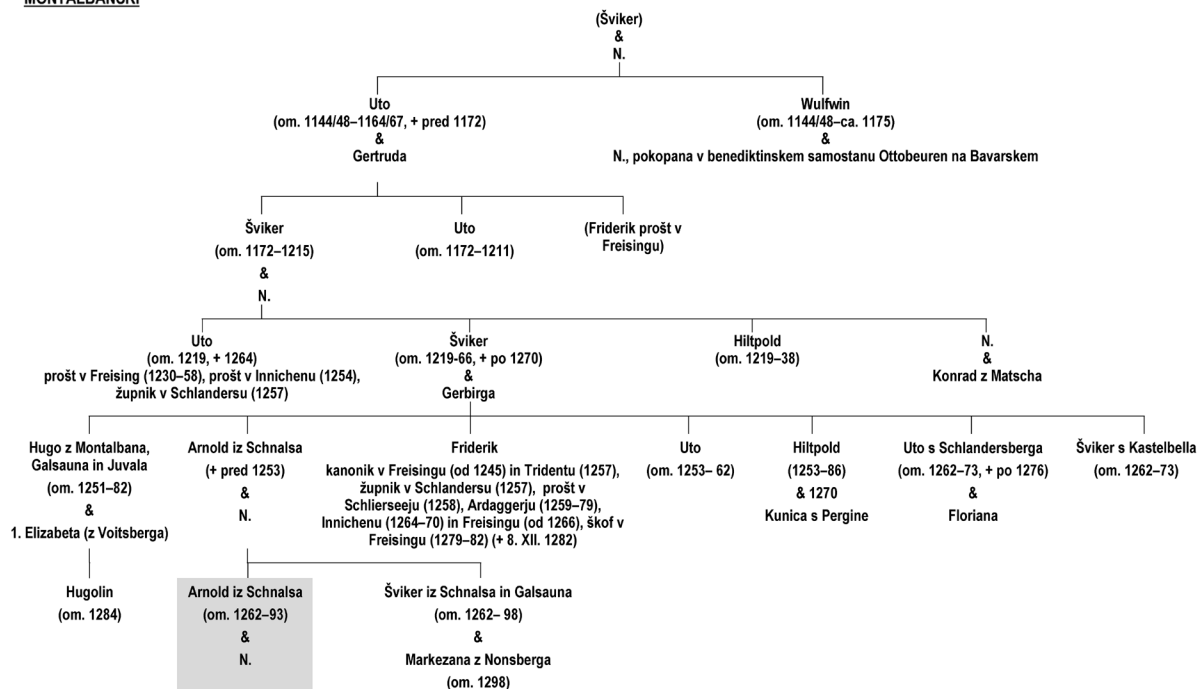 MONTALBANSKI
(Šviker)
&
N.
Uto
(om. 1144/48–1164/67, + pred 1172)
&
Gertruda
Wulfwin
(om. 1144/48–ca. 1175)
&
N., pokopana v benediktinskem samostanu Ottobeuren na Bavarskem
Šviker
(om. 1172–1215)
&
N.
Uto
(om. 1172–1211)
(Friderik prošt v
Freisingu)
Uto
(om. 1219, + 1264)
prošt v Freising (1230–58), prošt v Innichenu (1254),
župnik v Schlandersu (1257)
Šviker
(om. 1219-66, + po 1270)
&
Gerbirga
Hiltpold
(om. 1219–38)
N.
&
Konrad z Matscha
Hugo z Montalbana,
Galsauna in Juvala
(om. 1251–82)
&
1. Elizabeta (z Voitsberga)
Arnold iz Schnalsa
(+ pred 1253)
&
N.
Friderik
kanonik v Freisingu (od 1245) in Tridentu (1257),
župnik v Schlandersu (1257), prošt v
Schlierseeju (1258), Ardaggerju (1259–79),
Innichenu (1264–70) in Freisingu (od 1266), škof v
Freisingu (1279–82) (+ 8. XII. 1282)
Uto
(om. 1253– 62)
Hiltpold
(1253–86)
& 1270
Kunica s Pergine
Uto s Schlandersberga
(om. 1262–73, + po 1276)
&
Floriana
Šviker s Kastelbella
(om. 1262–73)
Hugolin
(om. 1284)
Arnold iz Schnalsa
(om. 1262–93)
&
N.
Šviker iz Schnalsa in Galsauna
(om. 1262– 98)
&
Markezana z Nonsberga
(om. 1298)